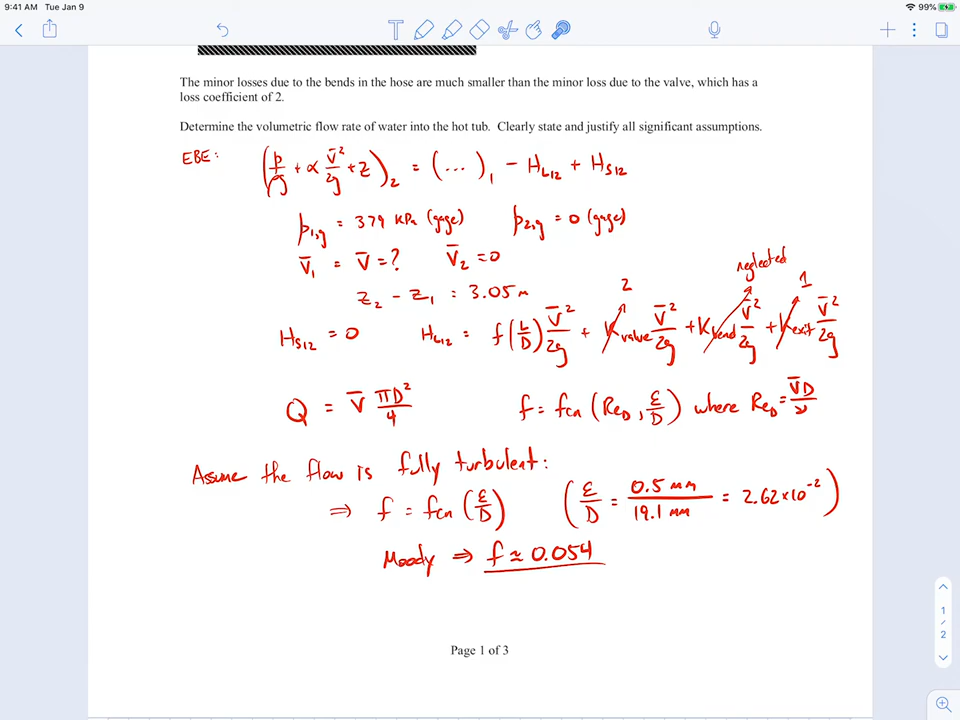 9:41 AM Tue Jan 9
99%
The minor losses due to the bends in the hose are much smaller than the minor loss due to the valve, which has a
loss coefficient of 2.
Determine the volumetric flow rate of water into the hot tub. Clearly state and justify all significant assumptions.
EBE: (p/ρg + α V̄²/2g + z)₂ = (...)₁ − H_L12 + H_S12
p₁,g = 379 kPa (gage) p₂,g = 0 (gage)
V̄₁ = V̄ = ? V̄₂ = 0
z₂ − z₁ = 3.05 m
neglected
2 1
H_S12 = 0 H_L12 = f (L/D) V̄²/2g + K_valve V̄²/2g + K_bend V̄²/2g + K_exit V̄²/2g
Q = V̄ πD²/4 f = fcn (Re_D, ε/D) where Re_D = V̄D/ν
Assume the flow is fully turbulent:
⇒ f = fcn (ε/D) (ε/D = 0.5 mm/19.1 mm = 2.62×10⁻²)
Moody ⇒ f ≈ 0.054
Page 1 of 3
1
/
2